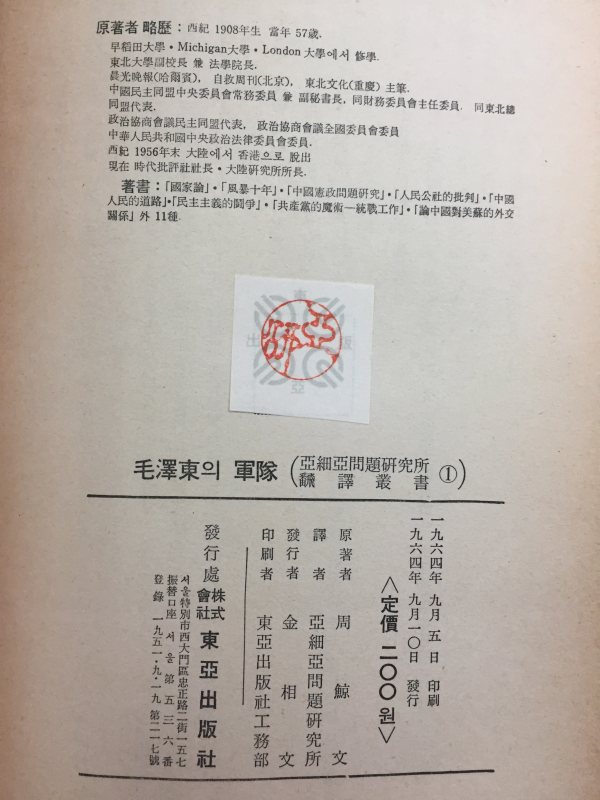 原著者 略歷 : 西紀 1908年生 當年 57歲.
早稻田大學・Michigan大學・London 大學에서 修學.
東北大學副校長 兼 法學院長.
晨光晩報(哈爾賓), 自救周刊(北京), 東北文化(重慶) 主筆.
中國民主同盟中央委員會常務委員 兼 副秘書長, 同財務委員會主任委員. 同東北總
同盟代表.
政治協商會議民主同盟代表, 政治協商會議全國委員會委員
中華人民共和國中央政治法律委員會委員.
西紀 1956年末 大陸에서 香港으로 脫出
現在 時代批評社社長・大陸硏究所所長.
著書 : 「國家論」・「風暴十年」・「中國憲政問題硏究」・「人民公社的批判」・「中國
人民的道路」・「民主主義的鬪爭」・「共產黨的魔術―統戰工作」・「論中國對美蘇的外交
關係」 外 11種.
亞硏
毛澤東의 軍隊 (亞細亞問題硏究所 飜譯叢書 ①)
一九六四年 九月 五日 印刷
一九六四年 九月一〇日 發行
<定價 二〇〇원>
原著者 周鯨文
譯者 亞細亞問題硏究所
發行者 金相文
印刷者 東亞出版社工務部
發行處 株式會社 東亞出版社
서울特別市西大門區忠正路二街一五七
振替口座 서울 第五三六番
登錄 一九五一・九・一九 第二一七號